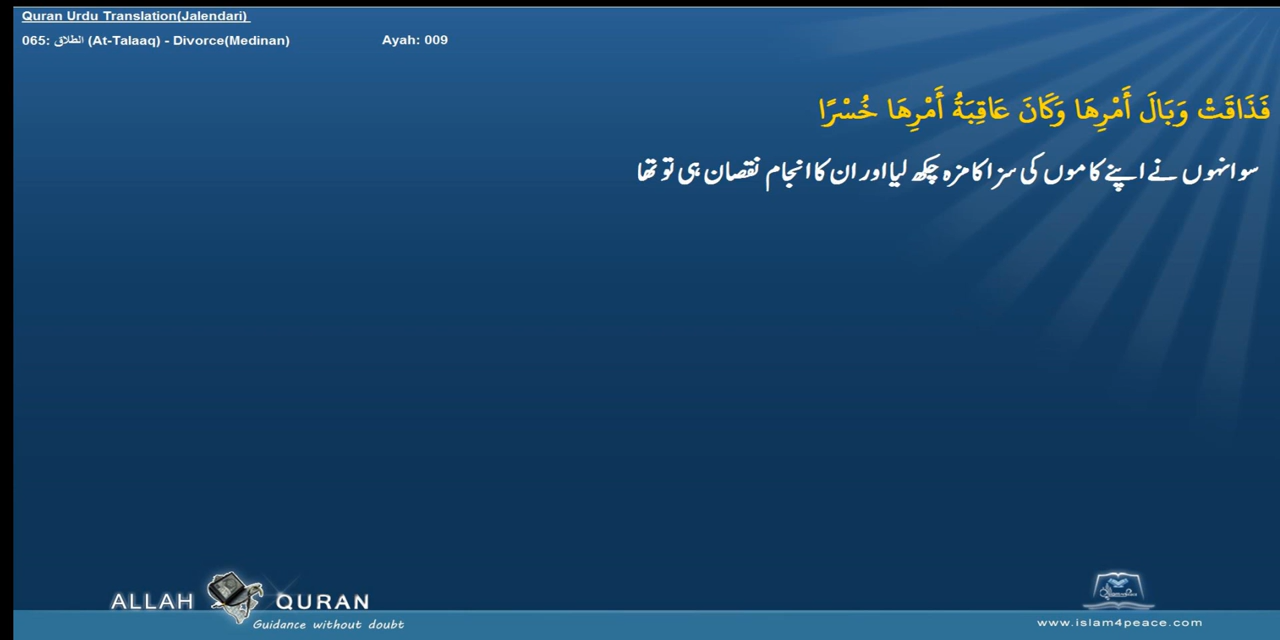 Quran Urdu Translation(Jalendari)
065: الطلاق (At-Talaaq) - Divorce(Medinan) Ayah: 009
فَذَاقَتْ وَبَالَ أَمْرِهَا وَكَانَ عَاقِبَةُ أَمْرِهَا خُسْرًا
سو انہوں نے اپنے کاموں کی سزا کا مزہ چکھ لیا اور ان کا انجام نقصان ہی تو تھا
ALLAH QURAN
Guidance without doubt
www.islam4peace.com